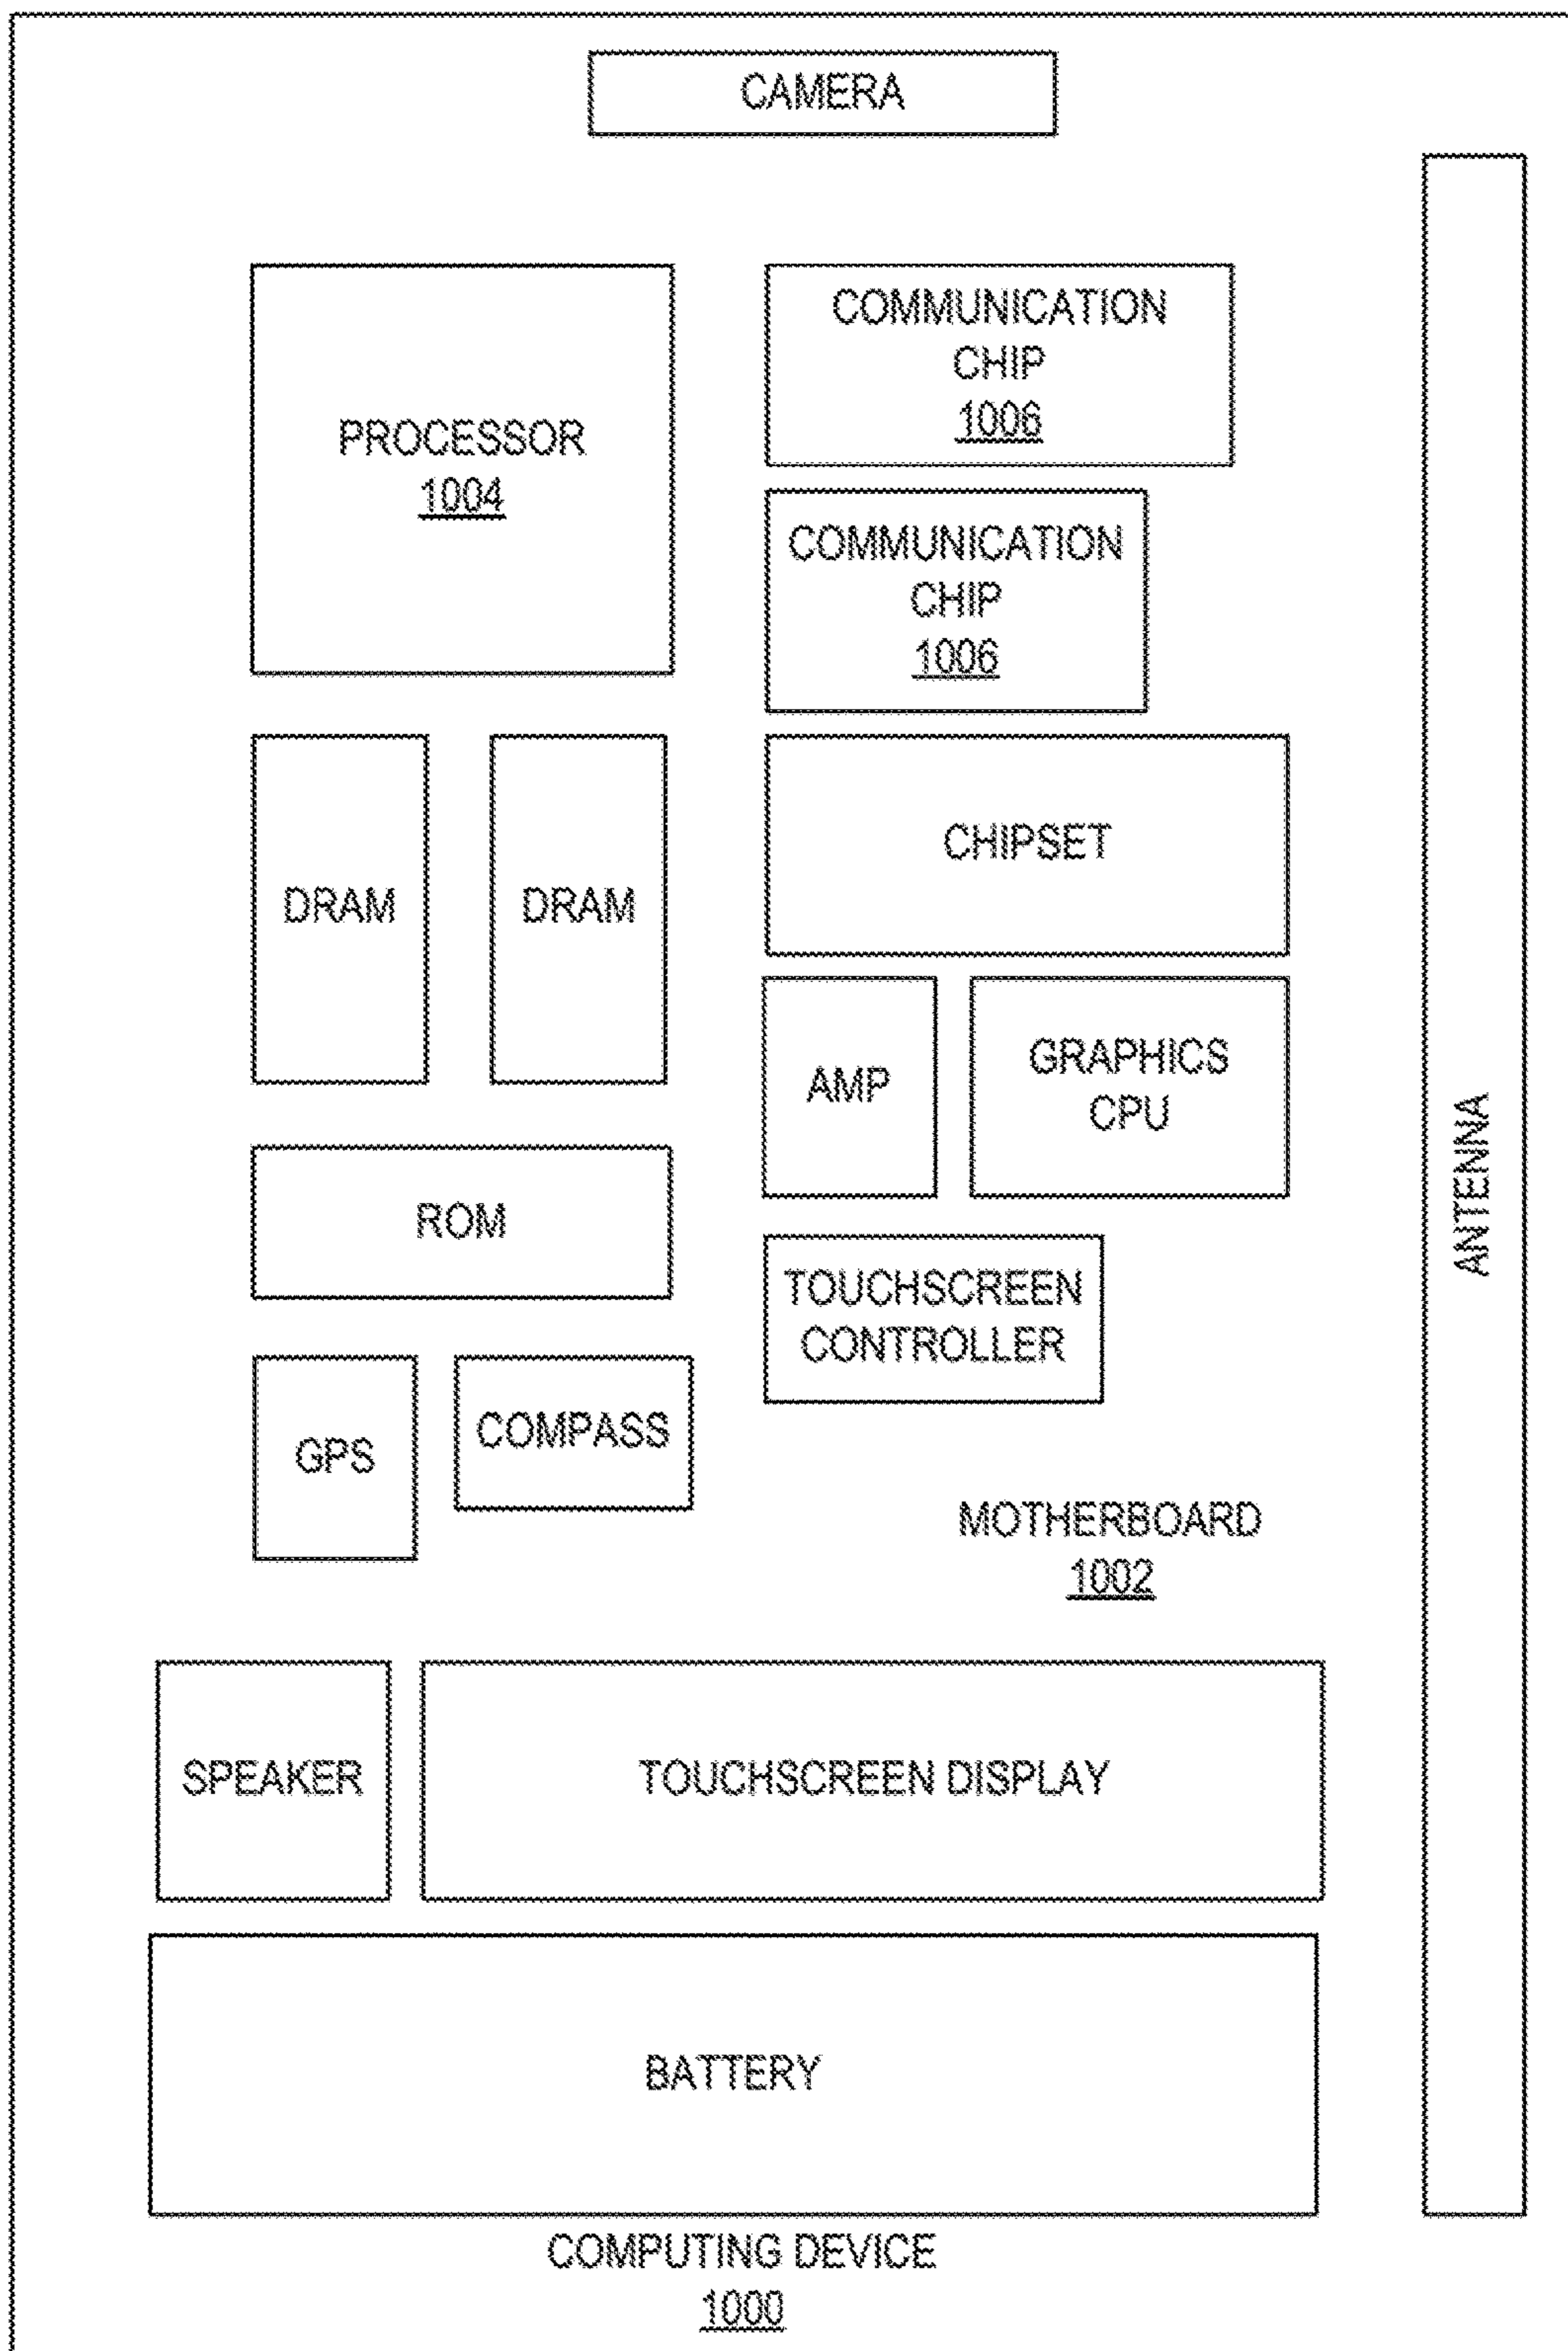 CAMERA
PROCESSOR
1004
COMMUNICATION
CHIP
1006
COMMUNICATION
CHIP
1006
DRAM
DRAM
CHIPSET
AMP
GRAPHICS
CPU
ROM
TOUCHSCREEN
CONTROLLER
GPS
COMPASS
MOTHERBOARD
1002
ANTENNA
SPEAKER
TOUCHSCREEN DISPLAY
BATTERY
COMPUTING DEVICE
1000